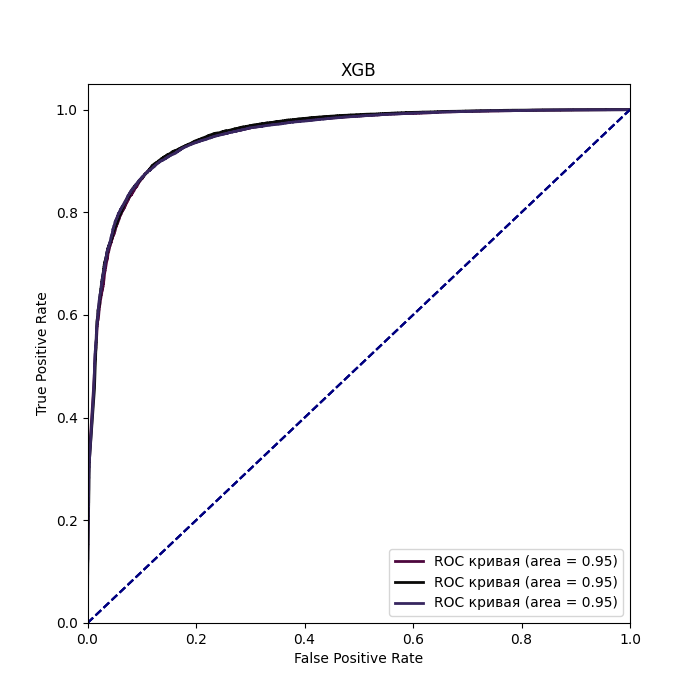 XGB
1.0
0.8
0.6
0.4
0.2
0.0
True Positive Rate
ROC кривая (area = 0.95)
ROC кривая (area = 0.95)
ROC кривая (area = 0.95)
0.0 0.2 0.4 0.6 0.8 1.0
False Positive Rate